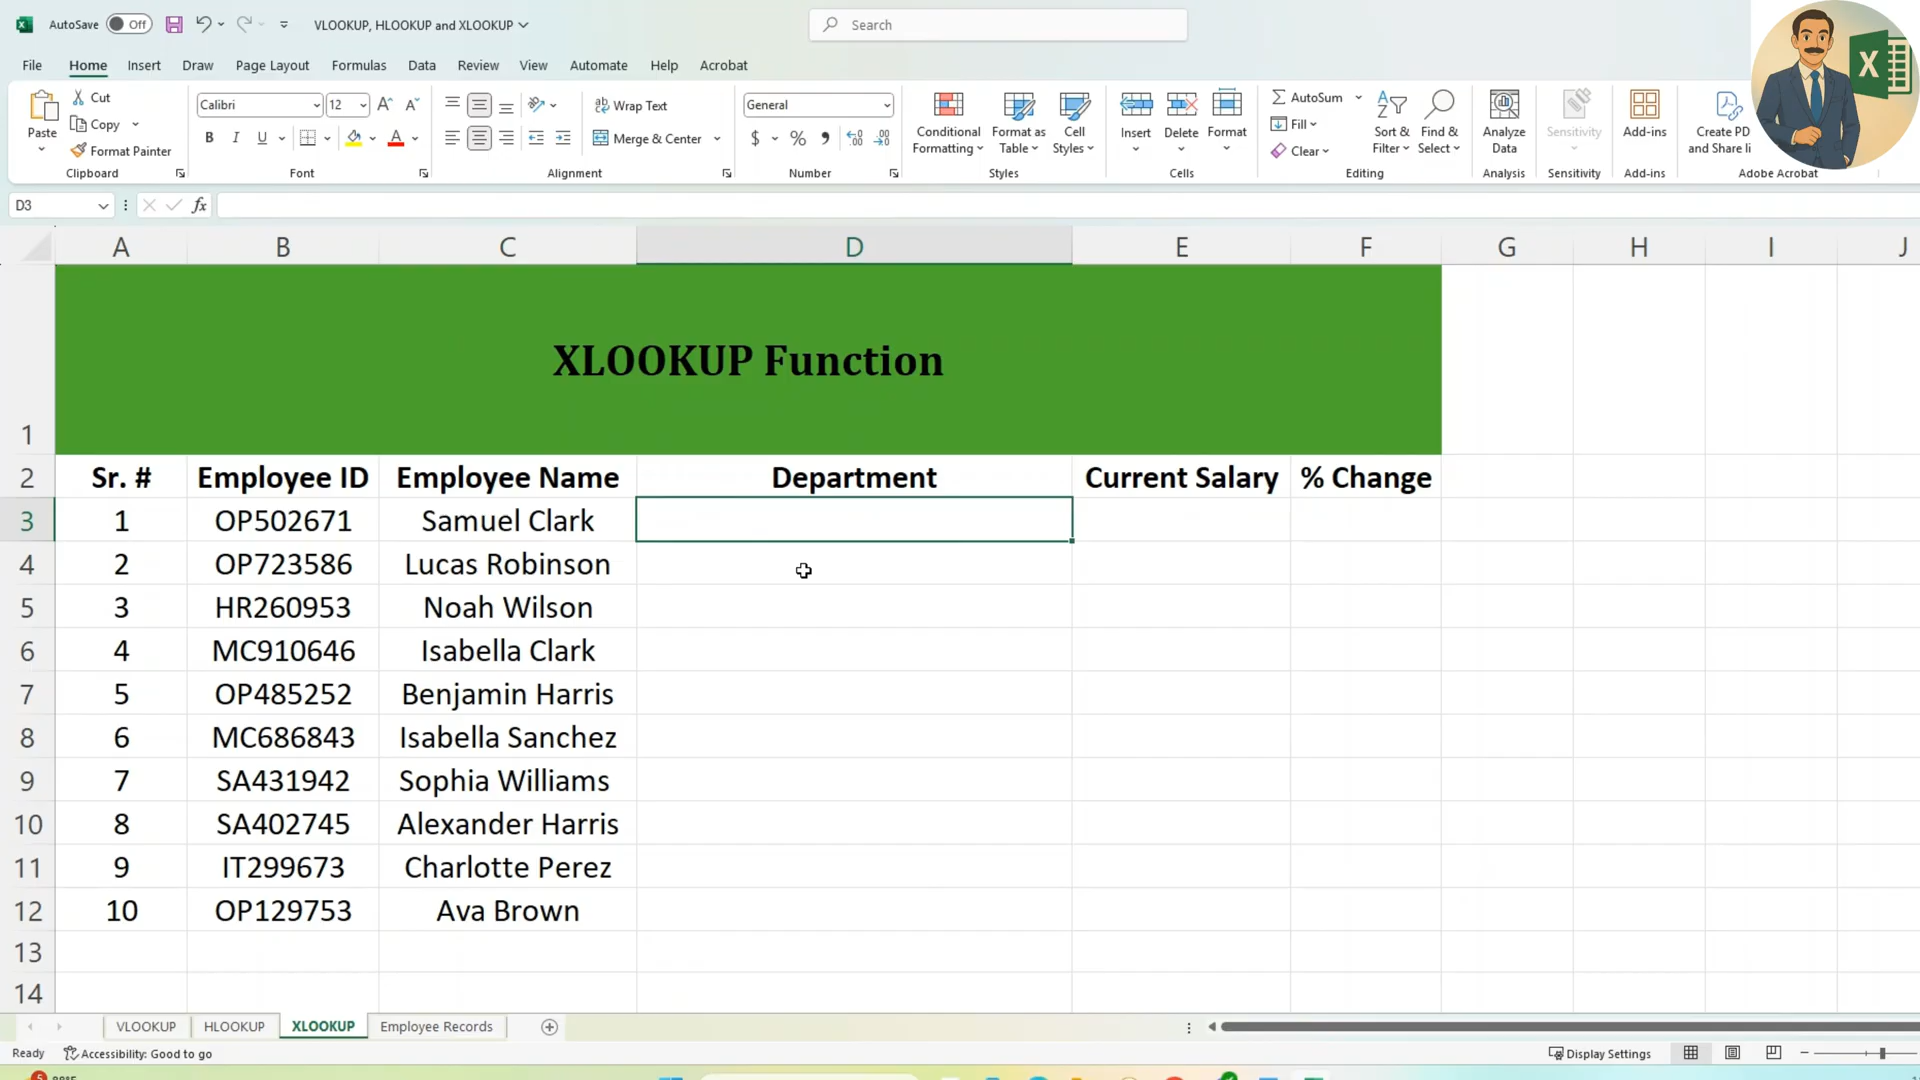 AutoSave Off VLOOKUP, HLOOKUP and XLOOKUP Search
File Home Insert Draw Page Layout Formulas Data Review View Automate Help Acrobat
Paste Cut Copy Format Painter Clipboard
Calibri 12 B I U A Font
Wrap Text Merge & Center Alignment
General $ % , Number
Conditional Formatting Format as Table Cell Styles Styles
Insert Delete Format Cells
AutoSum Fill Clear Sort & Filter Find & Select Editing
Analyze Data Analysis
Sensitivity Sensitivity
Add-ins Add-ins
Create PD and Share li Adobe Acrobat
X
D3 fx
A B C D E F G H I J
1 XLOOKUP Function
2 Sr. # Employee ID Employee Name Department Current Salary % Change
3 1 OP502671 Samuel Clark
4 2 OP723586 Lucas Robinson
5 3 HR260953 Noah Wilson
6 4 MC910646 Isabella Clark
7 5 OP485252 Benjamin Harris
8 6 MC686843 Isabella Sanchez
9 7 SA431942 Sophia Williams
10 8 SA402745 Alexander Harris
11 9 IT299673 Charlotte Perez
12 10 OP129753 Ava Brown
13
14
VLOOKUP HLOOKUP XLOOKUP Employee Records
Ready Accessibility: Good to go Display Settings